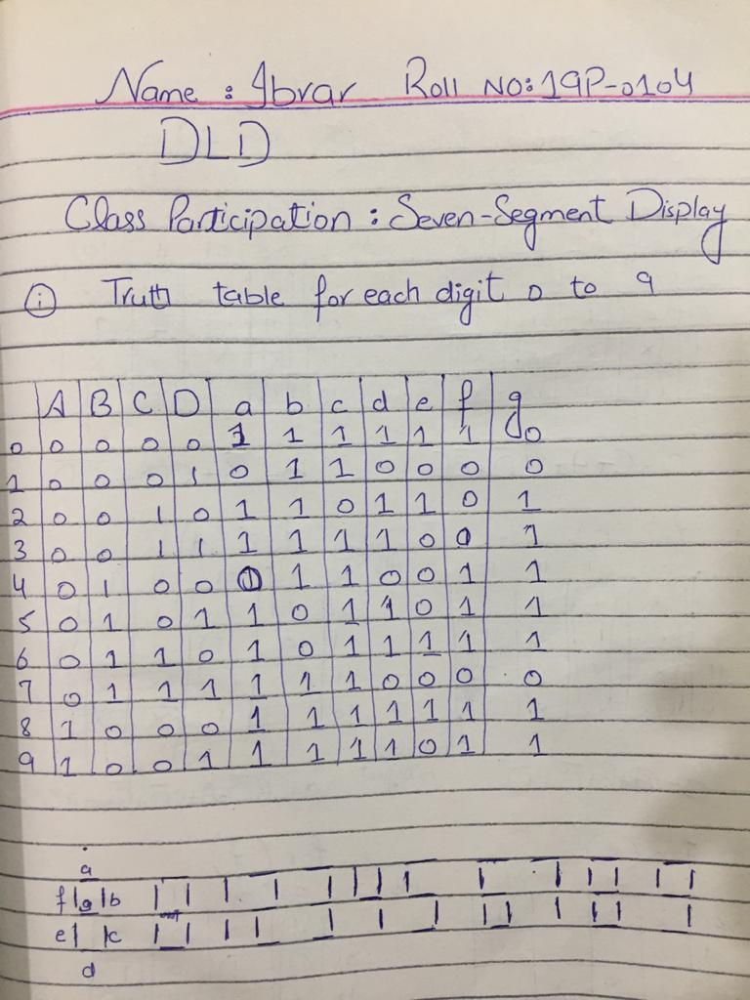 Name : Ibrar Roll NO: 19P-0104
DLD
Class Participation : Seven-Segment Display
i Truth table for each digit 0 to 9
A B C D a b c d e f g
0 0 0 0 0 1 1 1 1 1 1 0
1 0 0 0 1 0 1 1 0 0 0 0
2 0 0 1 0 1 1 0 1 1 0 1
3 0 0 1 1 1 1 1 1 0 0 1
4 0 1 0 0 0 1 1 0 0 1 1
5 0 1 0 1 1 0 1 1 0 1 1
6 0 1 1 0 1 0 1 1 1 1 1
7 0 1 1 1 1 1 1 0 0 0 0
8 1 0 0 0 1 1 1 1 1 1 1
9 1 0 0 1 1 1 1 1 0 1 1
a
f g b
e c
d